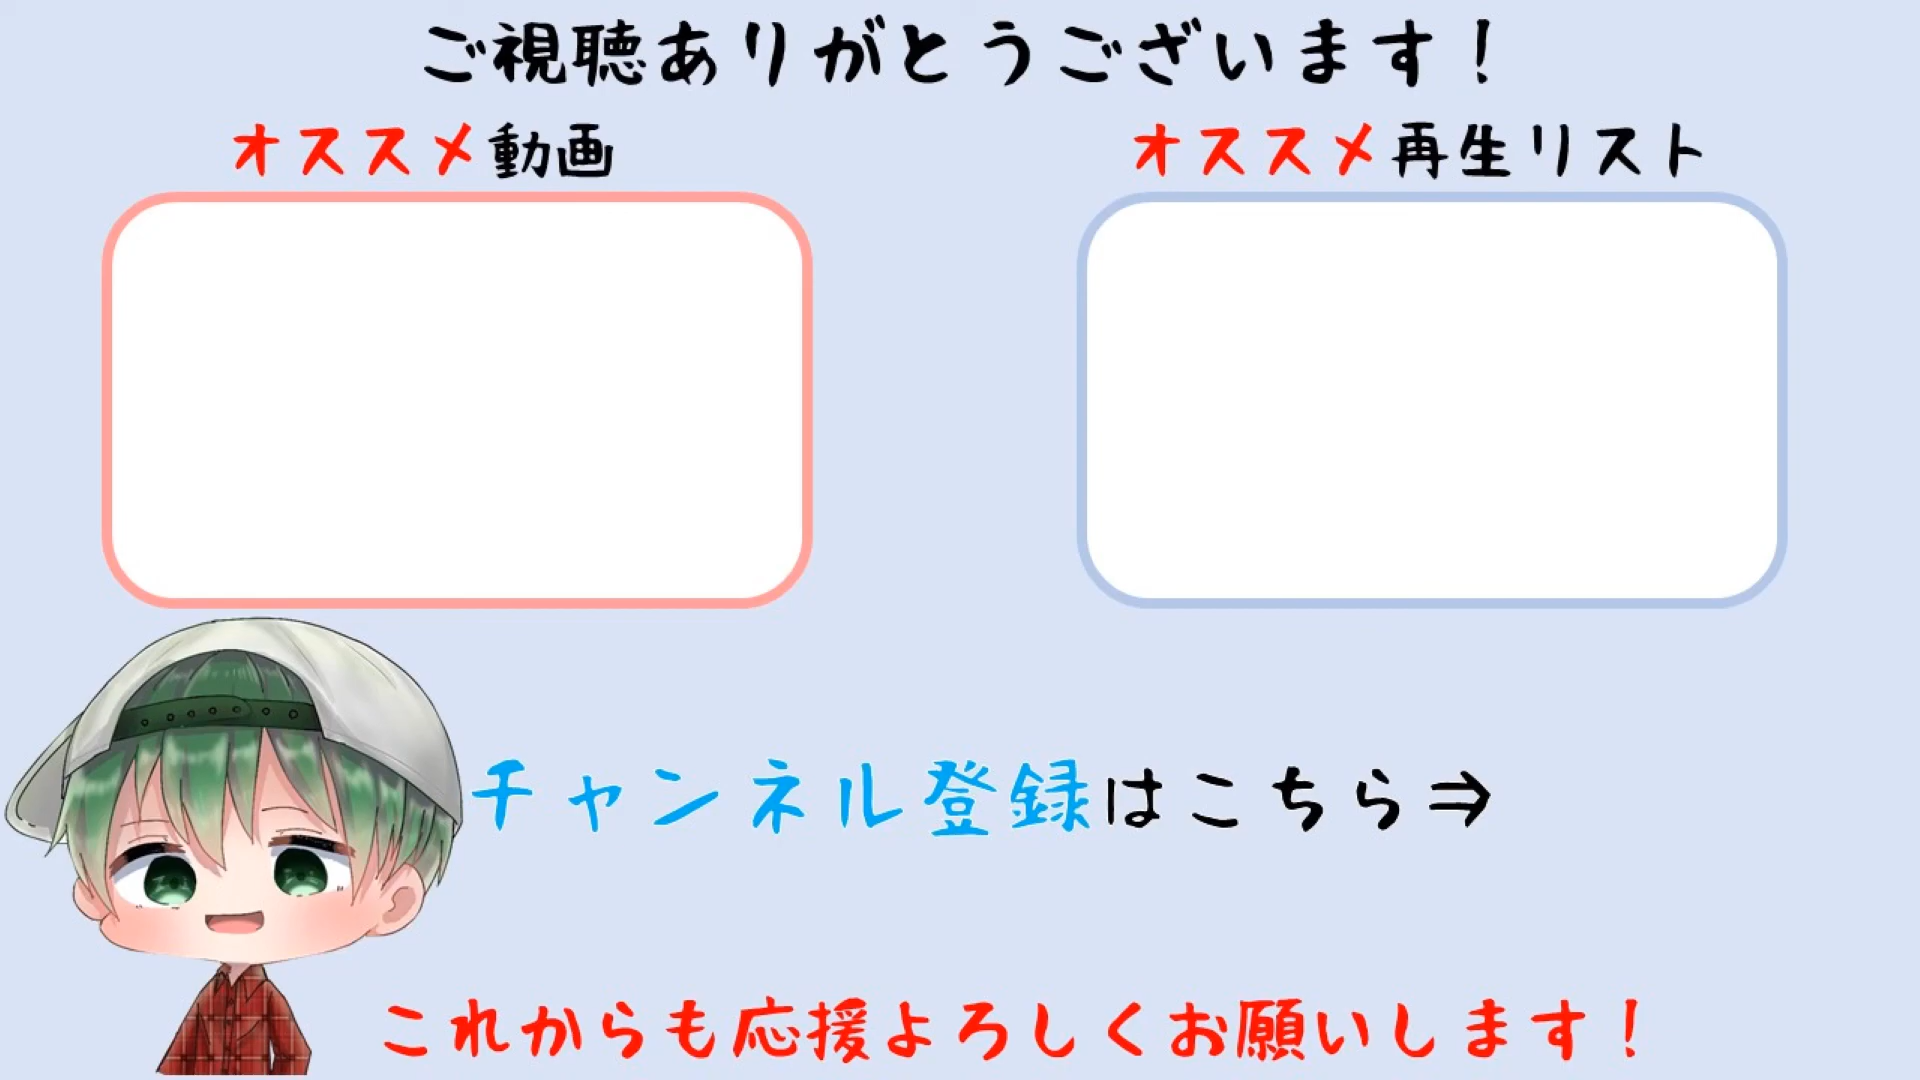 ご視聴ありがとうございます！
オススメ動画
オススメ再生リスト
チャンネル登録はこちら⇒
これからも応援よろしくお願いします！